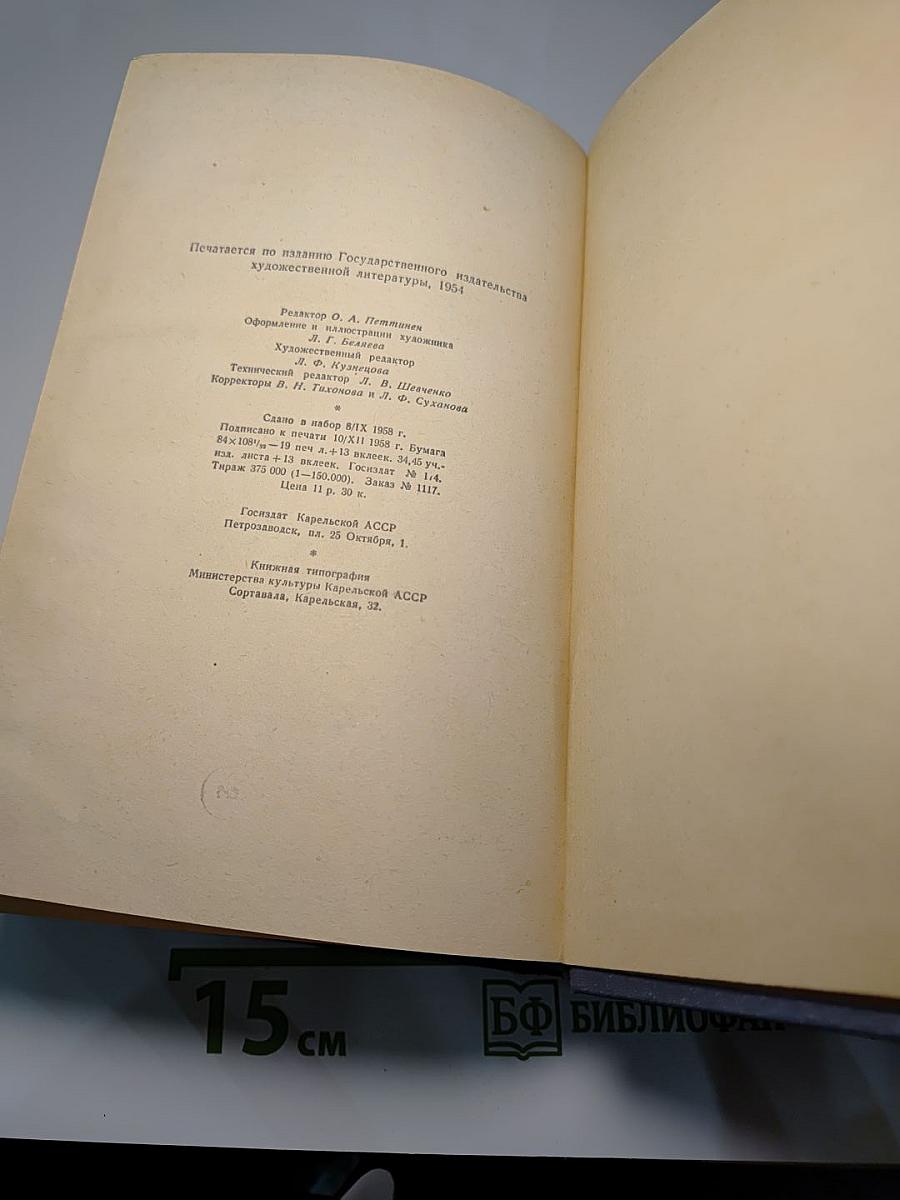 Печатается по изданию Государственного издательства
художественной литературы, 1954
Редактор О. А. Петтинен
Оформление и иллюстрации художника
Л. Г. Беляева
Художественный редактор
Л. Ф. Кузнецова
Технический редактор Л. В. Шевченко
Корректоры В. Н. Тихонова и Л. Ф. Суханова
*
Сдано в набор 8/IX 1958 г.
Подписано к печати 10/XII 1958 г. Бумага
84×108¹/₃₂—19 печ л.+13 вклеек. 34,45 уч.-
изд. листа+13 вклеек. Госиздат №
Тираж 375 000 (1—150.000). Заказ № 1117.
Цена 11 р. 30 к.
Госиздат Карельской АССР
Петрозаводск, пл. 25 Октября, 1.
*
Книжная типография
Министерства культуры Карельской АССР
Сортавала, Карельская, 32.
15 см
БФ БИБЛИОФАН